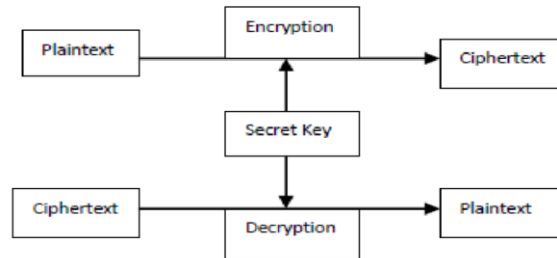 Encryption
Plaintext
Ciphertext
Secret Key
Ciphertext
Plaintext
Decryption